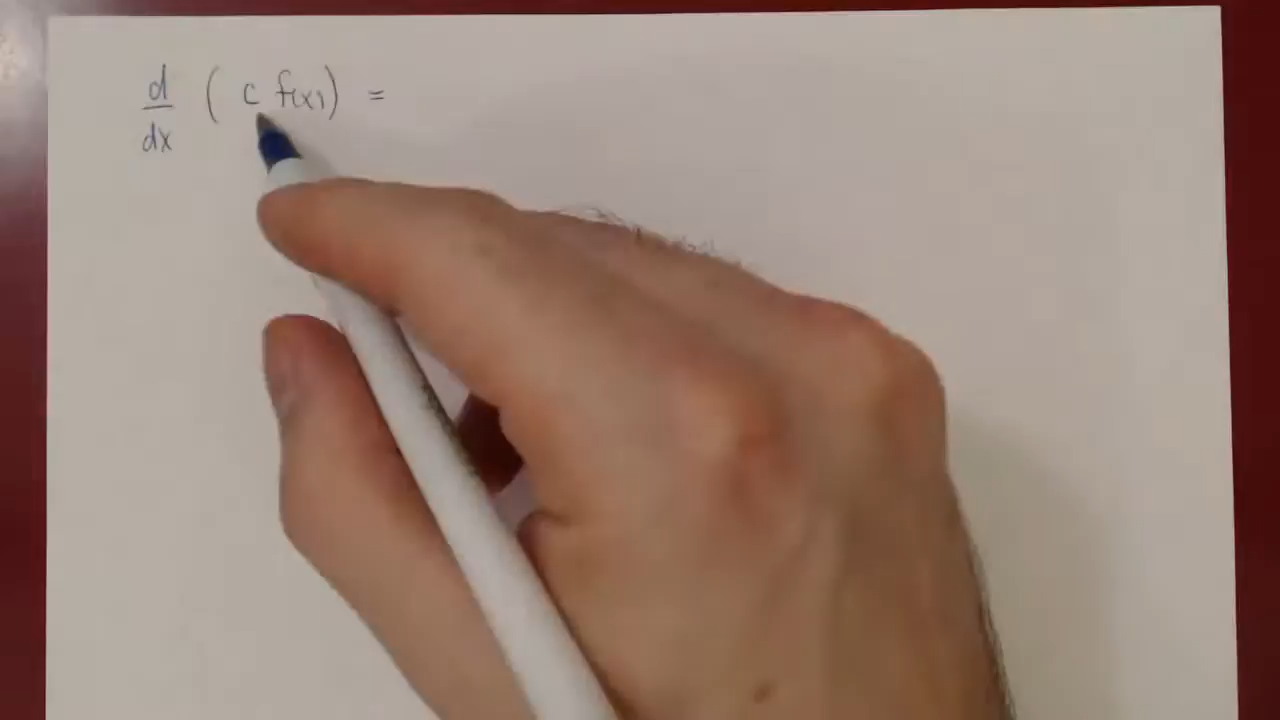 d/dx ( c f(x) ) =